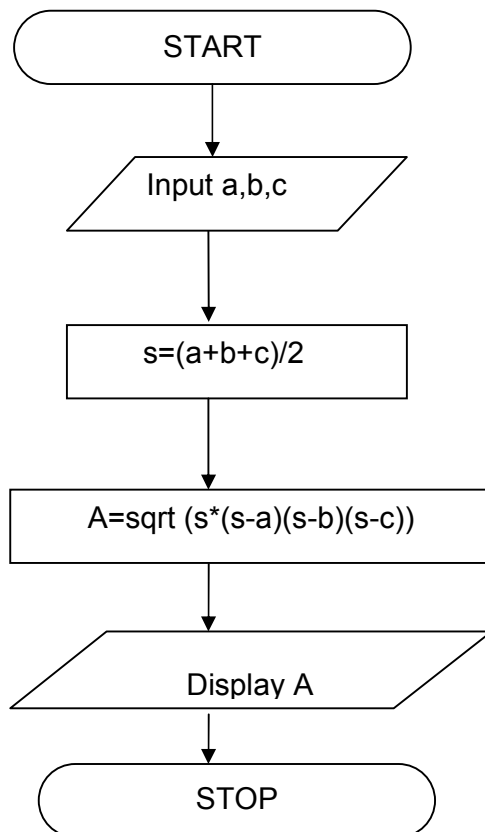 START
Input a,b,c
s=(a+b+c)/2
A=sqrt (s*(s-a)(s-b)(s-c))
Display A
STOP